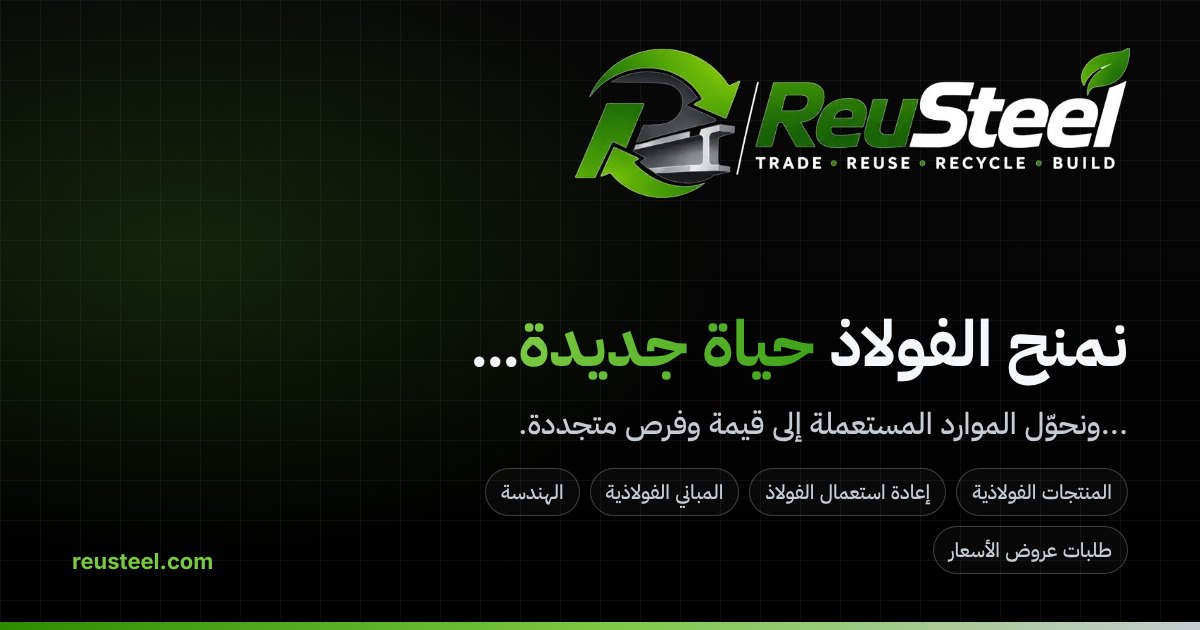 ReuSteel
TRADE • REUSE • RECYCLE • BUILD
نمنح الفولاذ حياة جديدة...
...ونحوّل الموارد المستعملة إلى قيمة وفرص متجددة.
المنتجات الفولاذية إعادة استعمال الفولاذ المباني الفولاذية الهندسة
طلبات عروض الأسعار
reusteel.com